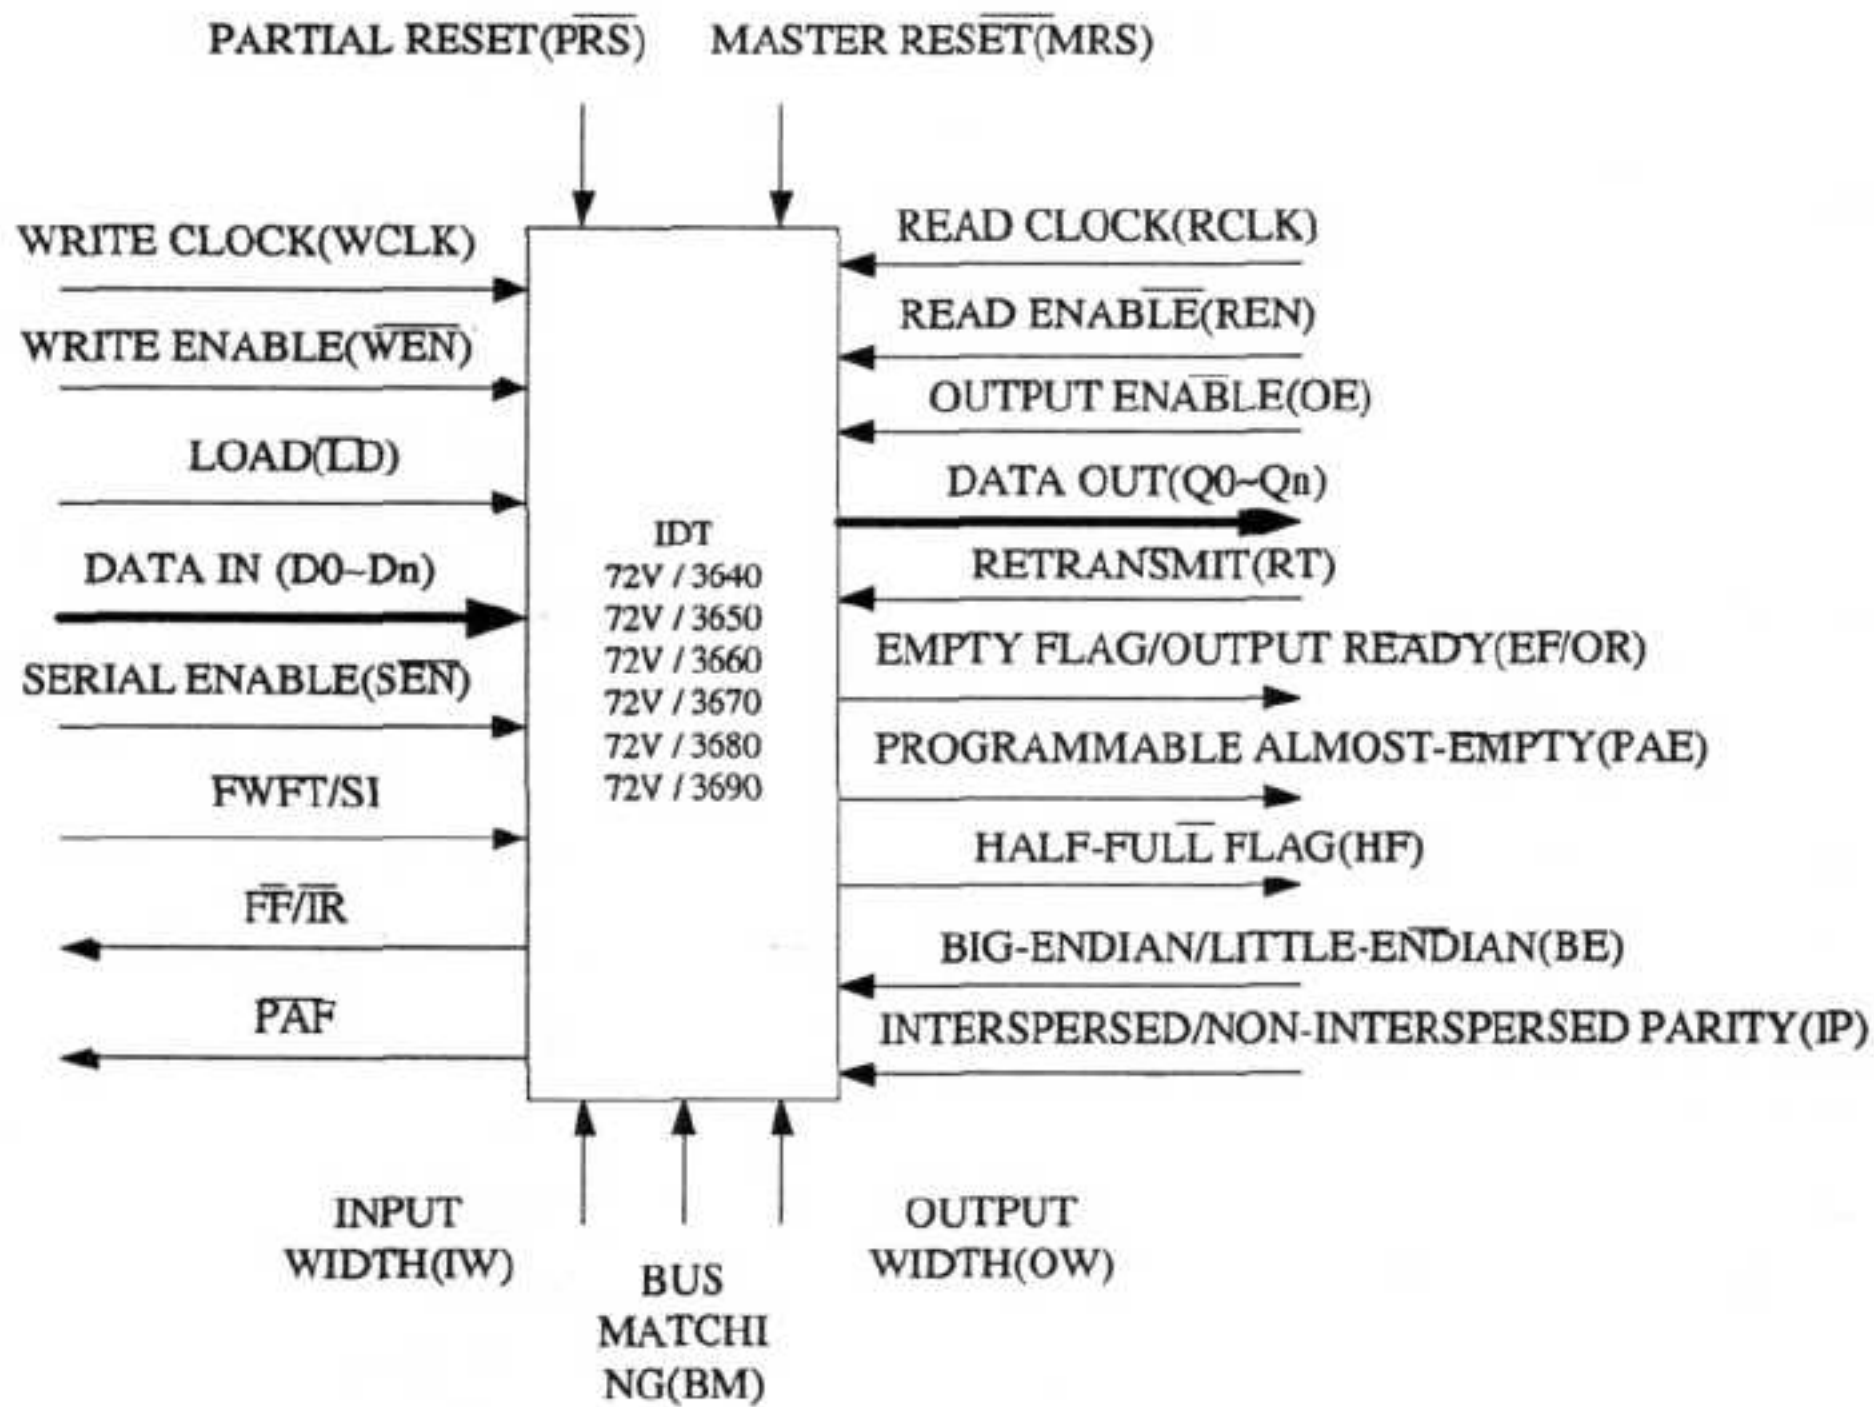 PARTIAL RESET(PRS)
MASTER RESET(MRS)
WRITE CLOCK(WCLK)
WRITE ENABLE(WEN)
LOAD(LD)
DATA IN (D0~Dn)
SERIAL ENABLE(SEN)
FWFT/SI
FF/IR
PAF
IDT
72V / 3640
72V / 3650
72V / 3660
72V / 3670
72V / 3680
72V / 3690
READ CLOCK(RCLK)
READ ENABLE(REN)
OUTPUT ENABLE(OE)
DATA OUT(Q0~Qn)
RETRANSMIT(RT)
EMPTY FLAG/OUTPUT READY(EF/OR)
PROGRAMMABLE ALMOST-EMPTY(PAE)
HALF-FULL FLAG(HF)
BIG-ENDIAN/LITTLE-ENDIAN(BE)
INTERSPERSED/NON-INTERSPERSED PARITY(IP)
INPUT
WIDTH(IW)
BUS
MATCHI
NG(BM)
OUTPUT
WIDTH(OW)